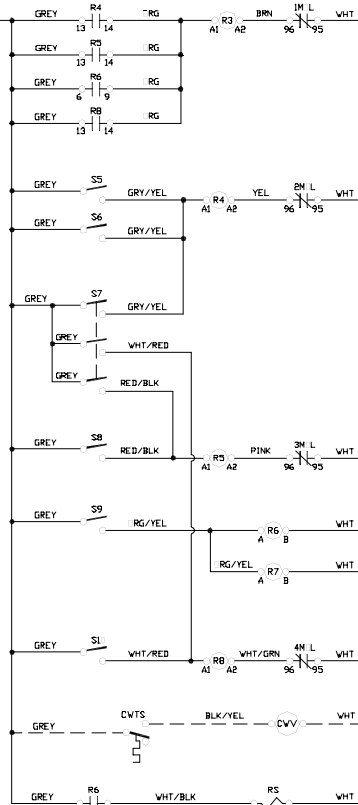 GREY R4 RG BRN 1M L WHT
13 14 A1 R3 A2 96 95
GREY R5 RG
13 14
GREY R6 RG
6 9
GREY R8 RG
13 14
GREY S5 GRY/YEL YEL 2M L WHT
A1 R4 A2 96 95
GREY S6 GRY/YEL
GREY S7 GRY/YEL
GREY WHT/RED
GREY RED/BLK
GREY S8 RED/BLK PINK 3M L WHT
A1 R5 A2 96 95
GREY S9 RG/YEL R6 WHT
A B
RG/YEL R7 WHT
A B
GREY S1 WHT/RED WHT/GRN 4M L WHT
A1 R8 A2 96 95
GREY CWTS BLK/YEL CWV WHT
GREY R6 WHT/BLK RS WHT